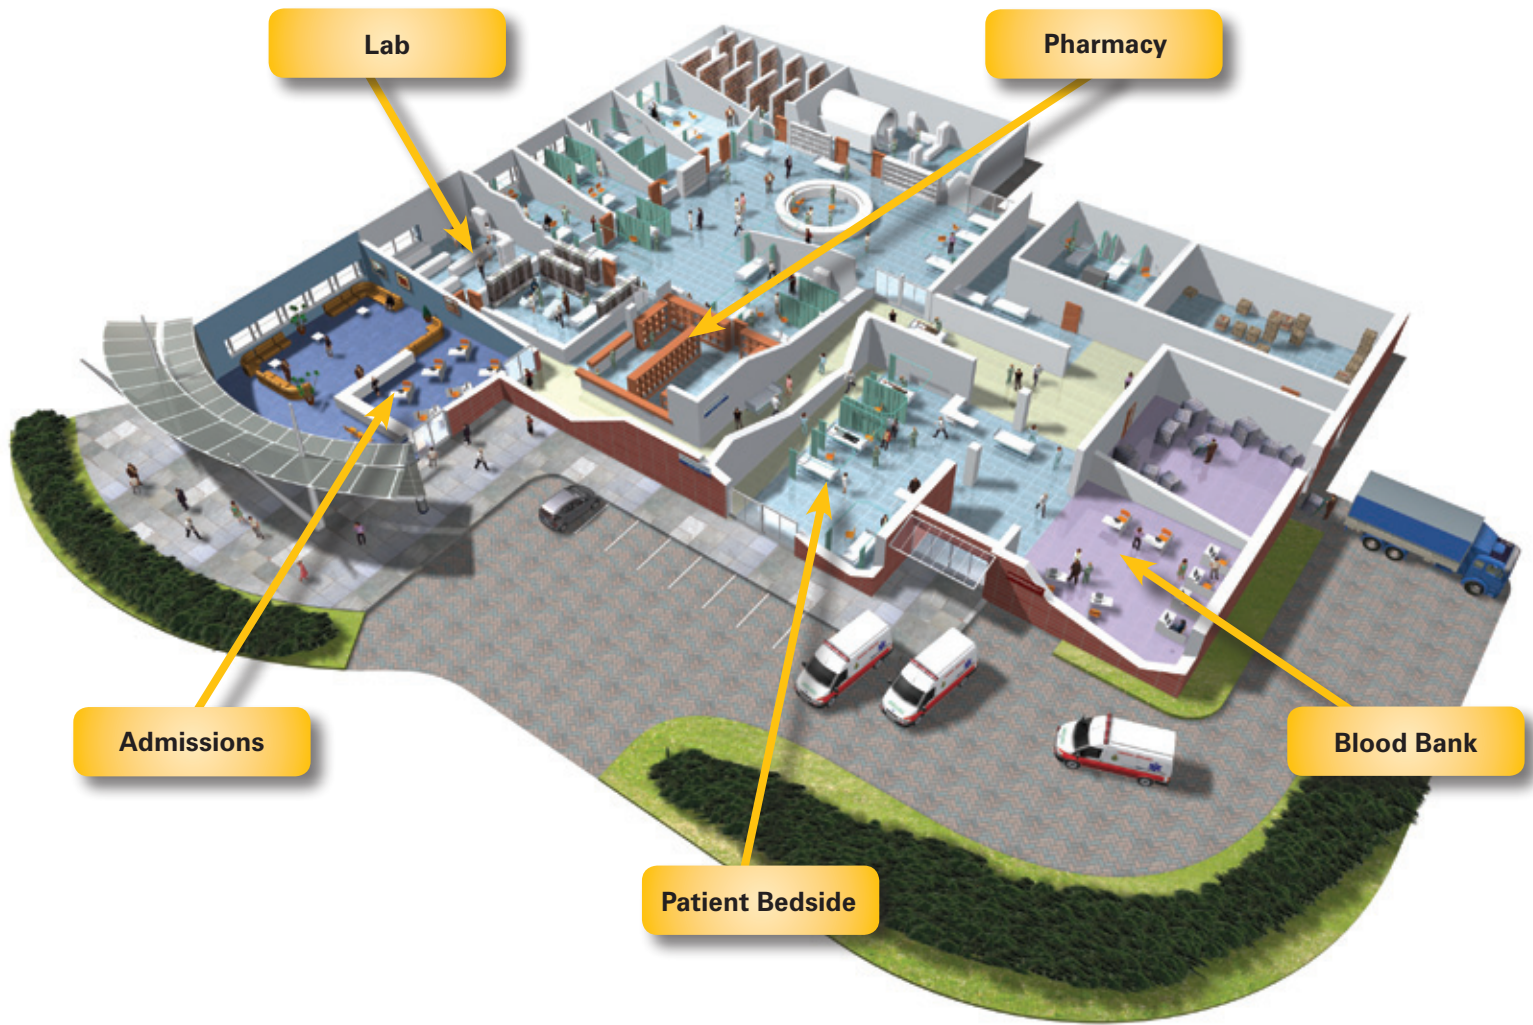 Lab
Pharmacy
Admissions
Blood Bank
Patient Bedside